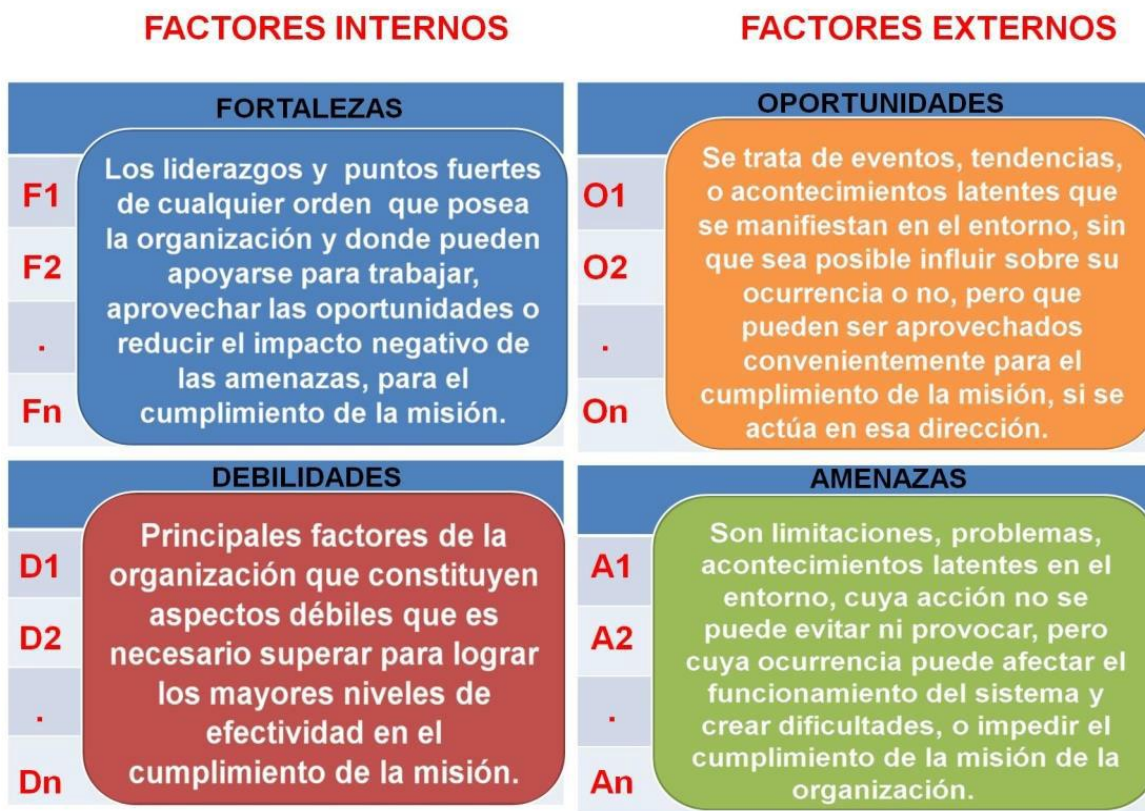 FACTORES INTERNOS
FORTALEZAS
F1
F2
.
Fn
Los liderazgos y puntos fuertes
de cualquier orden que posea
la organización y donde pueden
apoyarse para trabajar,
aprovechar las oportunidades o
reducir el impacto negativo de
las amenazas, para el
cumplimiento de la misión.
FACTORES EXTERNOS
OPORTUNIDADES
O1
O2
.
On
Se trata de eventos, tendencias,
o acontecimientos latentes que
se manifiestan en el entorno, sin
que sea posible influir sobre su
ocurrencia o no, pero que
pueden ser aprovechados
convenientemente para el
cumplimiento de la misión, si se
actúa en esa dirección.
DEBILIDADES
D1
D2
.
Dn
Principales factores de la
organización que constituyen
aspectos débiles que es
necesario superar para lograr
los mayores niveles de
efectividad en el
cumplimiento de la misión.
AMENAZAS
A1
A2
.
An
Son limitaciones, problemas,
acontecimientos latentes en el
entorno, cuya acción no se
puede evitar ni provocar, pero
cuya ocurrencia puede afectar el
funcionamiento del sistema y
crear dificultades, o impedir el
cumplimiento de la misión de la
organización.